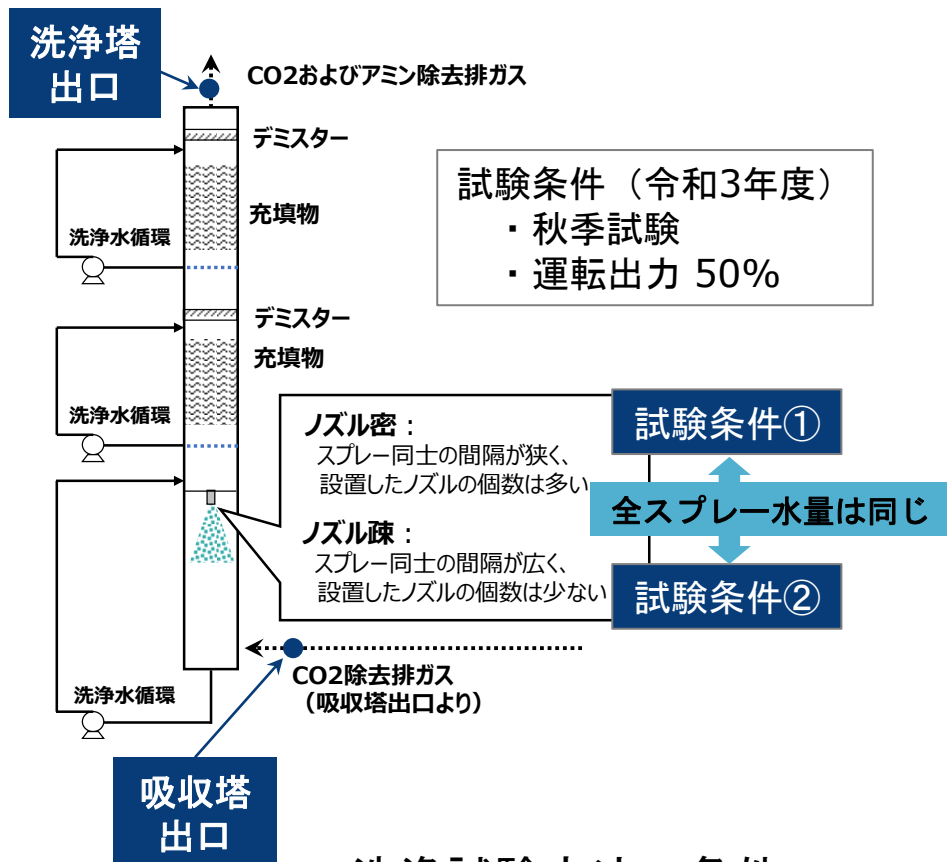 洗浄塔
出口
CO2およびアミン除去排ガス
デミスター
充填物
洗浄水循環
試験条件（令和3年度）
・秋季試験
・運転出力 50%
デミスター
充填物
洗浄水循環
ノズル密：
スプレー同士の間隔が狭く、
設置したノズルの個数は多い
ノズル疎：
スプレー同士の間隔が広く、
設置したノズルの個数は少ない
試験条件①
全スプレー水量は同じ
試験条件②
CO2除去排ガス
（吸収塔出口より）
洗浄水循環
吸収塔
出口